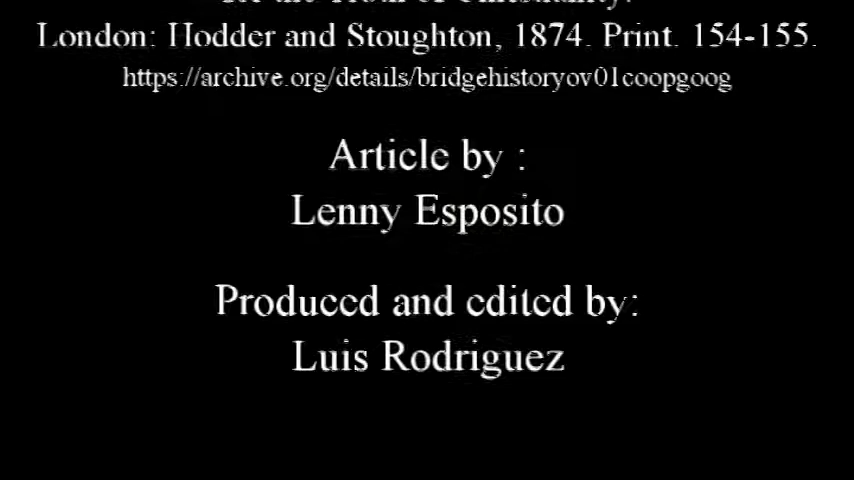 London: Hodder and Stoughton, 1874. Print. 154-155.
https://archive.org/details/bridgehistoryov01coopgoog
Article by :
Lenny Esposito
Produced and edited by:
Luis Rodriguez